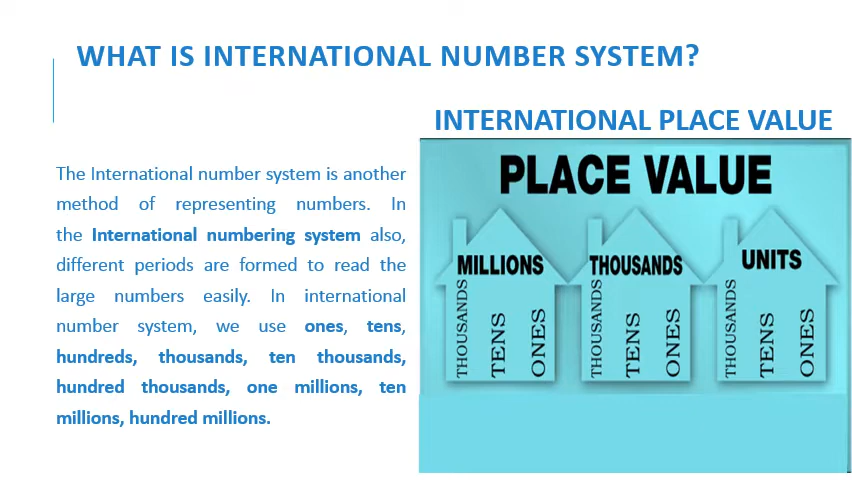 WHAT IS INTERNATIONAL NUMBER SYSTEM?
INTERNATIONAL PLACE VALUE
The International number system is another
method of representing numbers. In
the International numbering system also,
different periods are formed to read the
large numbers easily. In international
number system, we use ones, tens,
hundreds, thousands, ten thousands,
hundred thousands, one millions, ten
millions, hundred millions.
PLACE VALUE
MILLIONS
THOUSANDS
TENS
ONES
THOUSANDS
THOUSANDS
TENS
ONES
UNITS
THOUSANDS
TENS
ONES